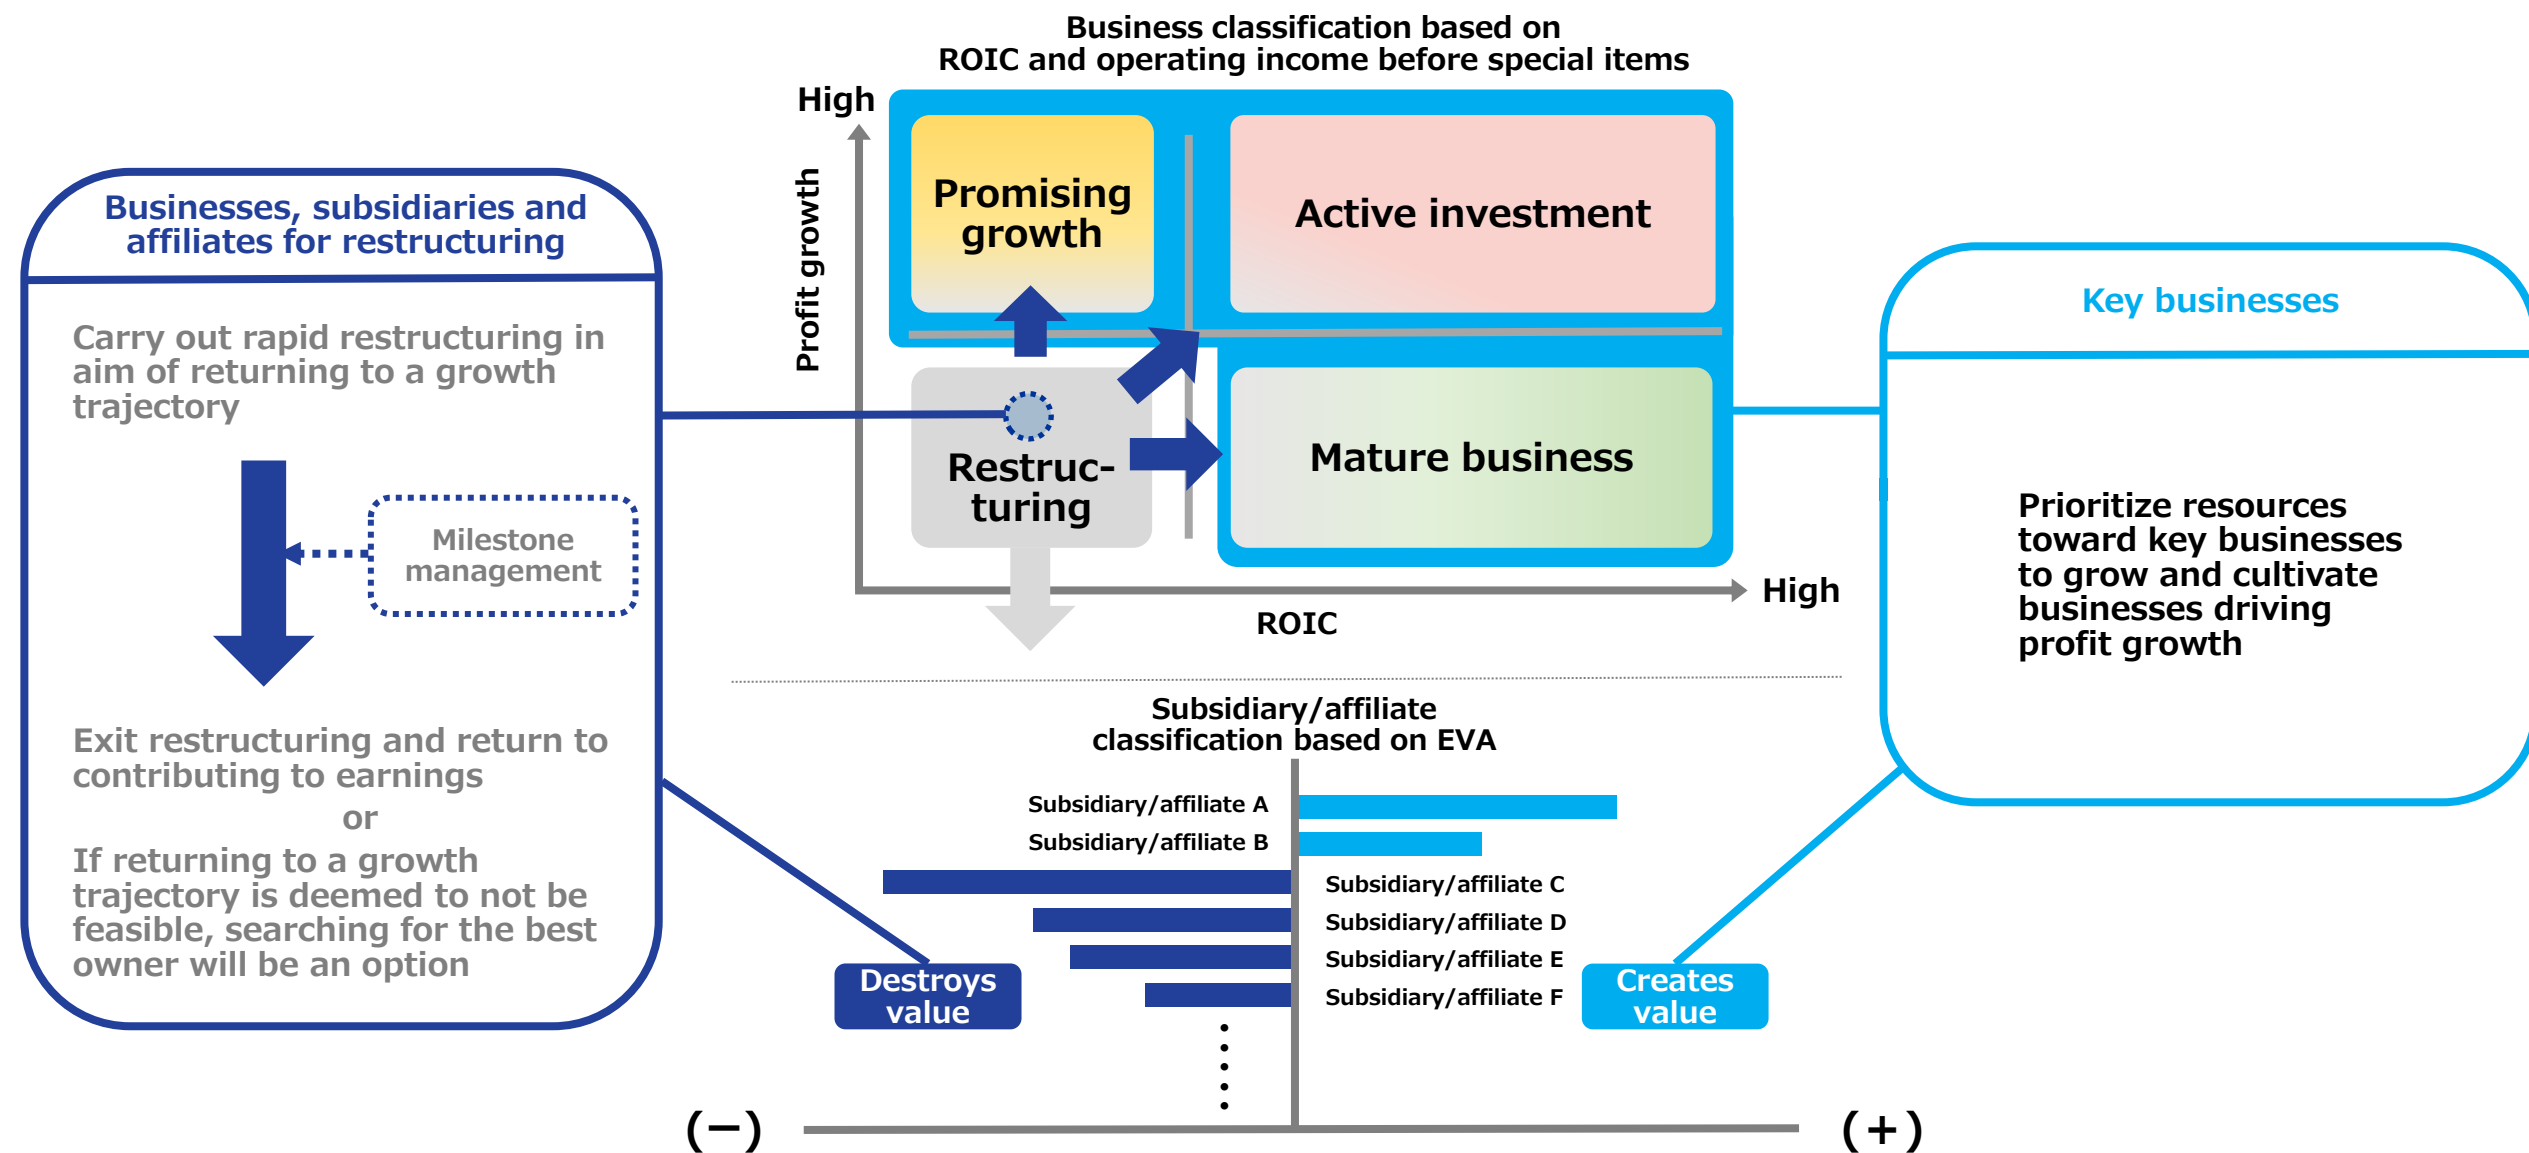 Business classification based on
ROIC and operating income before special items
High
Profit growth
Promising
growth
Active investment
Restruc-
turing
Mature business
High
ROIC
Businesses, subsidiaries and
affiliates for restructuring
Carry out rapid restructuring in
aim of returning to a growth
trajectory
Milestone
management
Exit restructuring and return to
contributing to earnings
or
If returning to a growth
trajectory is deemed to not be
feasible, searching for the best
owner will be an option
Key businesses
Prioritize resources
toward key businesses
to grow and cultivate
businesses driving
profit growth
Subsidiary/affiliate
classification based on EVA
Subsidiary/affiliate A
Subsidiary/affiliate B
Subsidiary/affiliate C
Subsidiary/affiliate D
Subsidiary/affiliate E
Subsidiary/affiliate F
Destroys
value
Creates
value
(−)
(+)